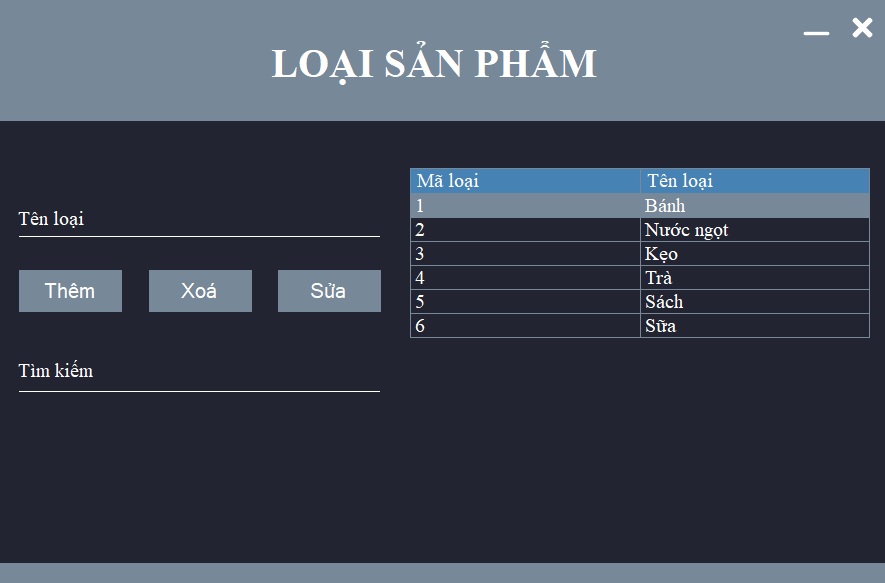 LOẠI SẢN PHẨM
Tên loại
Thêm Xoá Sửa
Tìm kiếm
Mã loại Tên loại
1 Bánh
2 Nước ngọt
3 Kẹo
4 Trà
5 Sách
6 Sữa